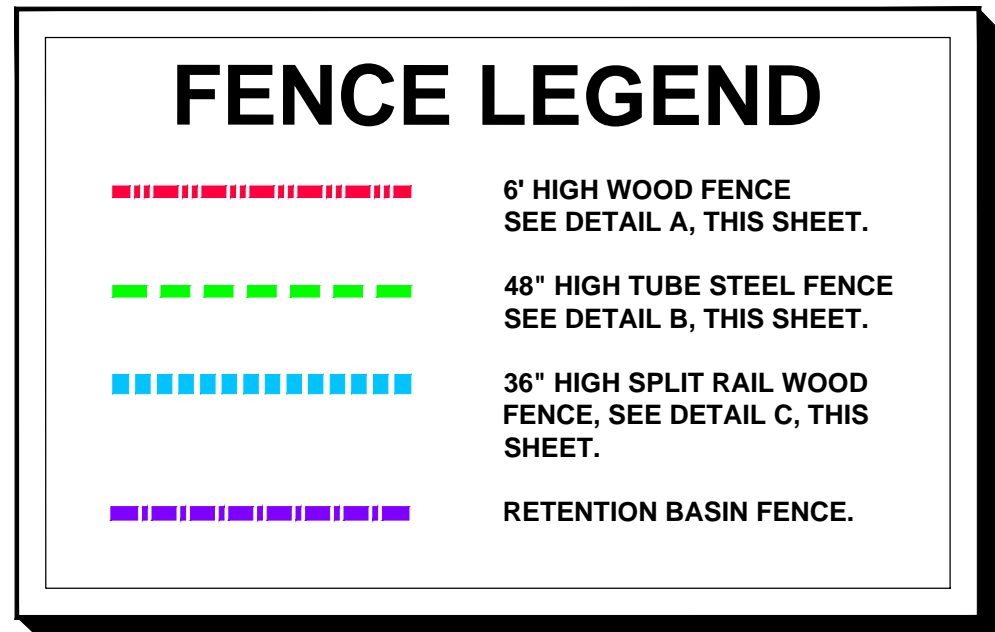 FENCE LEGEND
6' HIGH WOOD FENCE
SEE DETAIL A, THIS SHEET.
48" HIGH TUBE STEEL FENCE
SEE DETAIL B, THIS SHEET.
36" HIGH SPLIT RAIL WOOD
FENCE, SEE DETAIL C, THIS
SHEET.
RETENTION BASIN FENCE.